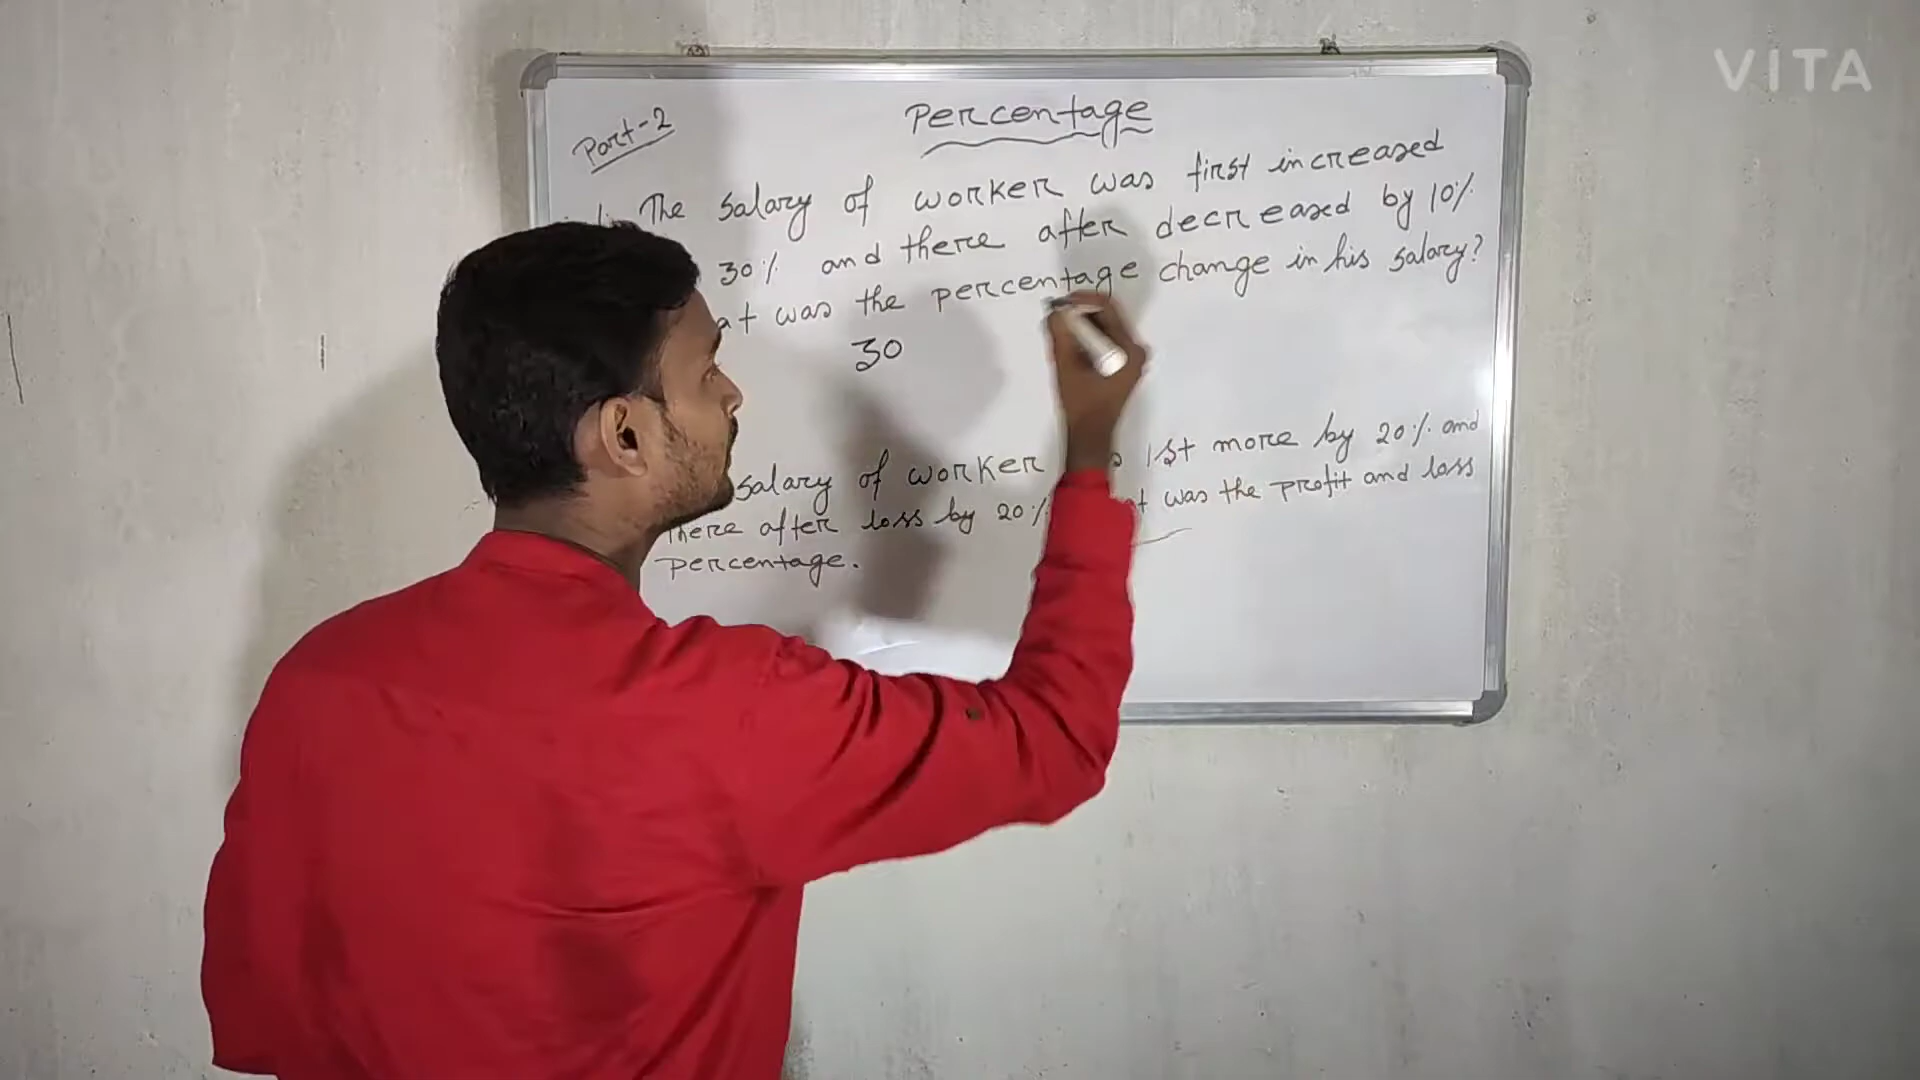 VITA
Percentage
Part-2
The salary of worker was first increased
30% and there after decreased by 10%
at was the percentage change in his salary?
30
salary of worker 1st more by 20% and
there after loss by 20% was the profit and loss
percentage.